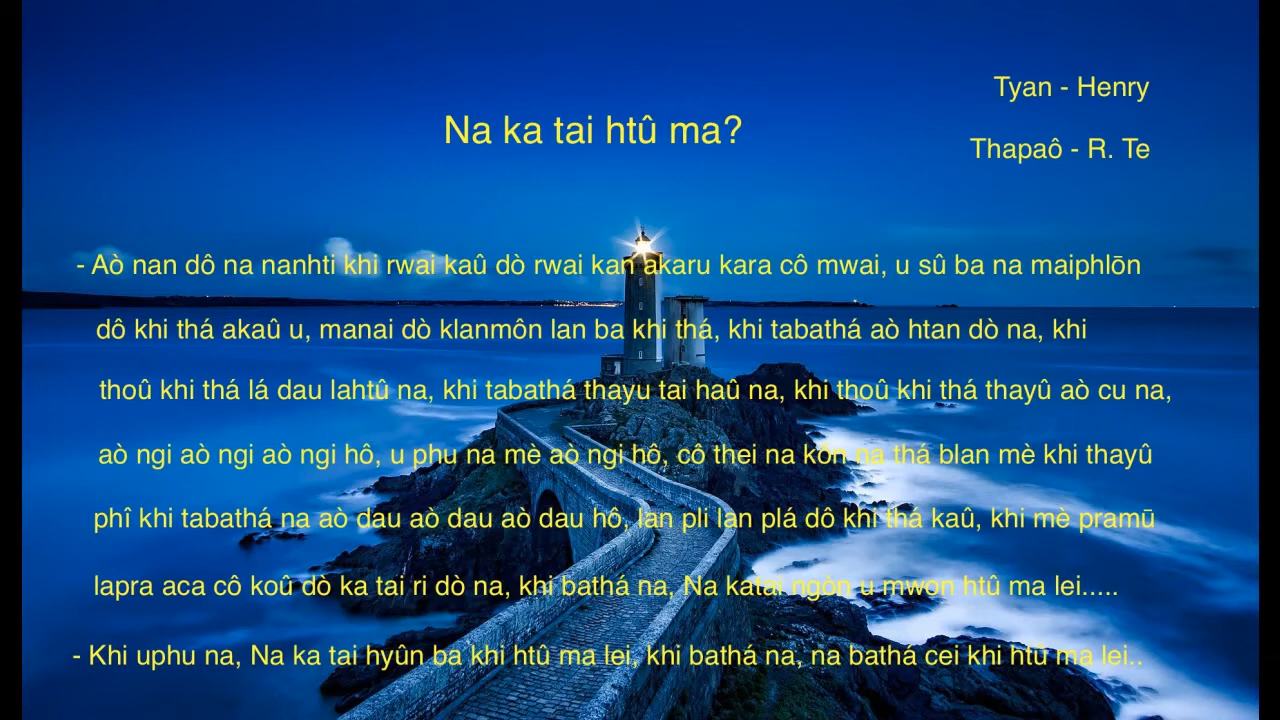 Tyan - Henry
Na ka tai htû ma?
Thapaô - R. Te
- Aò nan dô na nanhti khi rwai kaû dò rwai kan akaru kara cô mwai, u sû ba na maiphlōn
dô khi thá akaû u, manai dò klanmôn lan ba khi thá, khi tabathá aò htan dò na, khi
thoû khi thá lá dau lahtû na, khi tabathá thayu tai haû na, khi thoû khi thá thayû aò cu na,
aò ngi aò ngi aò ngi hô, u phu na mè aò ngi hô, cô thei na kôn na thá blan mè khi thayû
phî khi tabathá na aò dau aò dau aò dau hô, lan pli lan plá dô khi thá kaû, khi mè pramū
lapra aca cô koû dò ka tai ri dò na, khi bathá na, Na katai ngòn u mwon htû ma lei.....
- Khi uphu na, Na ka tai hyûn ba khi htû ma lei, khi bathá na, na bathá cei khi htû ma lei..